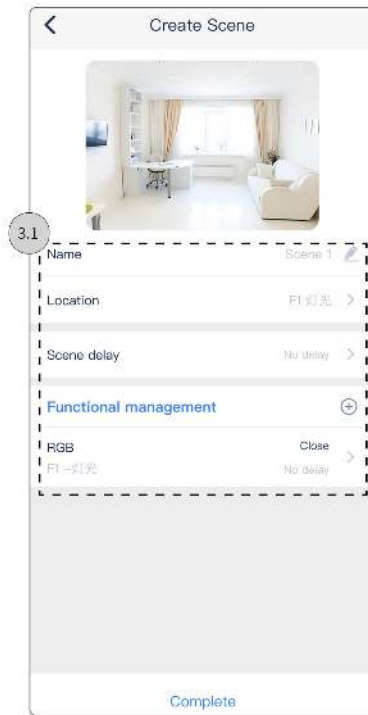 Create Scene
3.1
Name Scene 1
Location F1 灯光
Scene delay No delay
Functional management
RGB Close
F1 -灯光 No delay
Complete